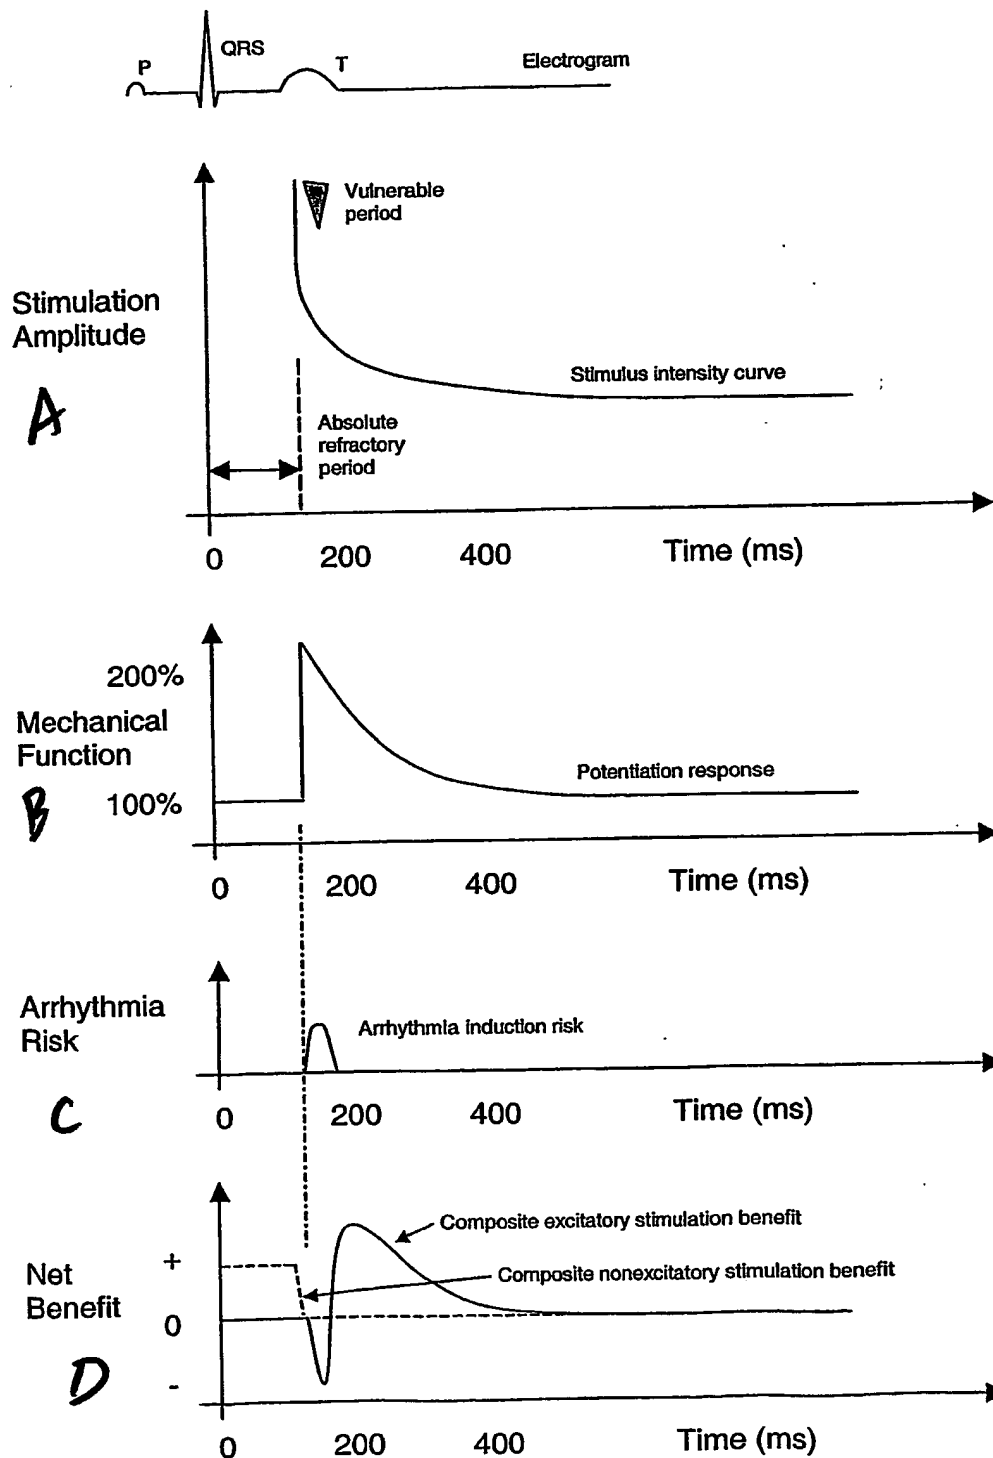 P
QRS
T
Electrogram
Vulnerable
period
Stimulation
Amplitude
Stimulus intensity curve
A
Absolute
refractory
period
0 200 400 Time (ms)
200%
Mechanical
Function
Potentiation response
B
100%
0 200 400 Time (ms)
Arrhythmia
Risk
Arrhythmia induction risk
C
0 200 400 Time (ms)
Composite excitatory stimulation benefit
+
Composite nonexcitatory stimulation benefit
Net
Benefit
0
D
-
0 200 400 Time (ms)